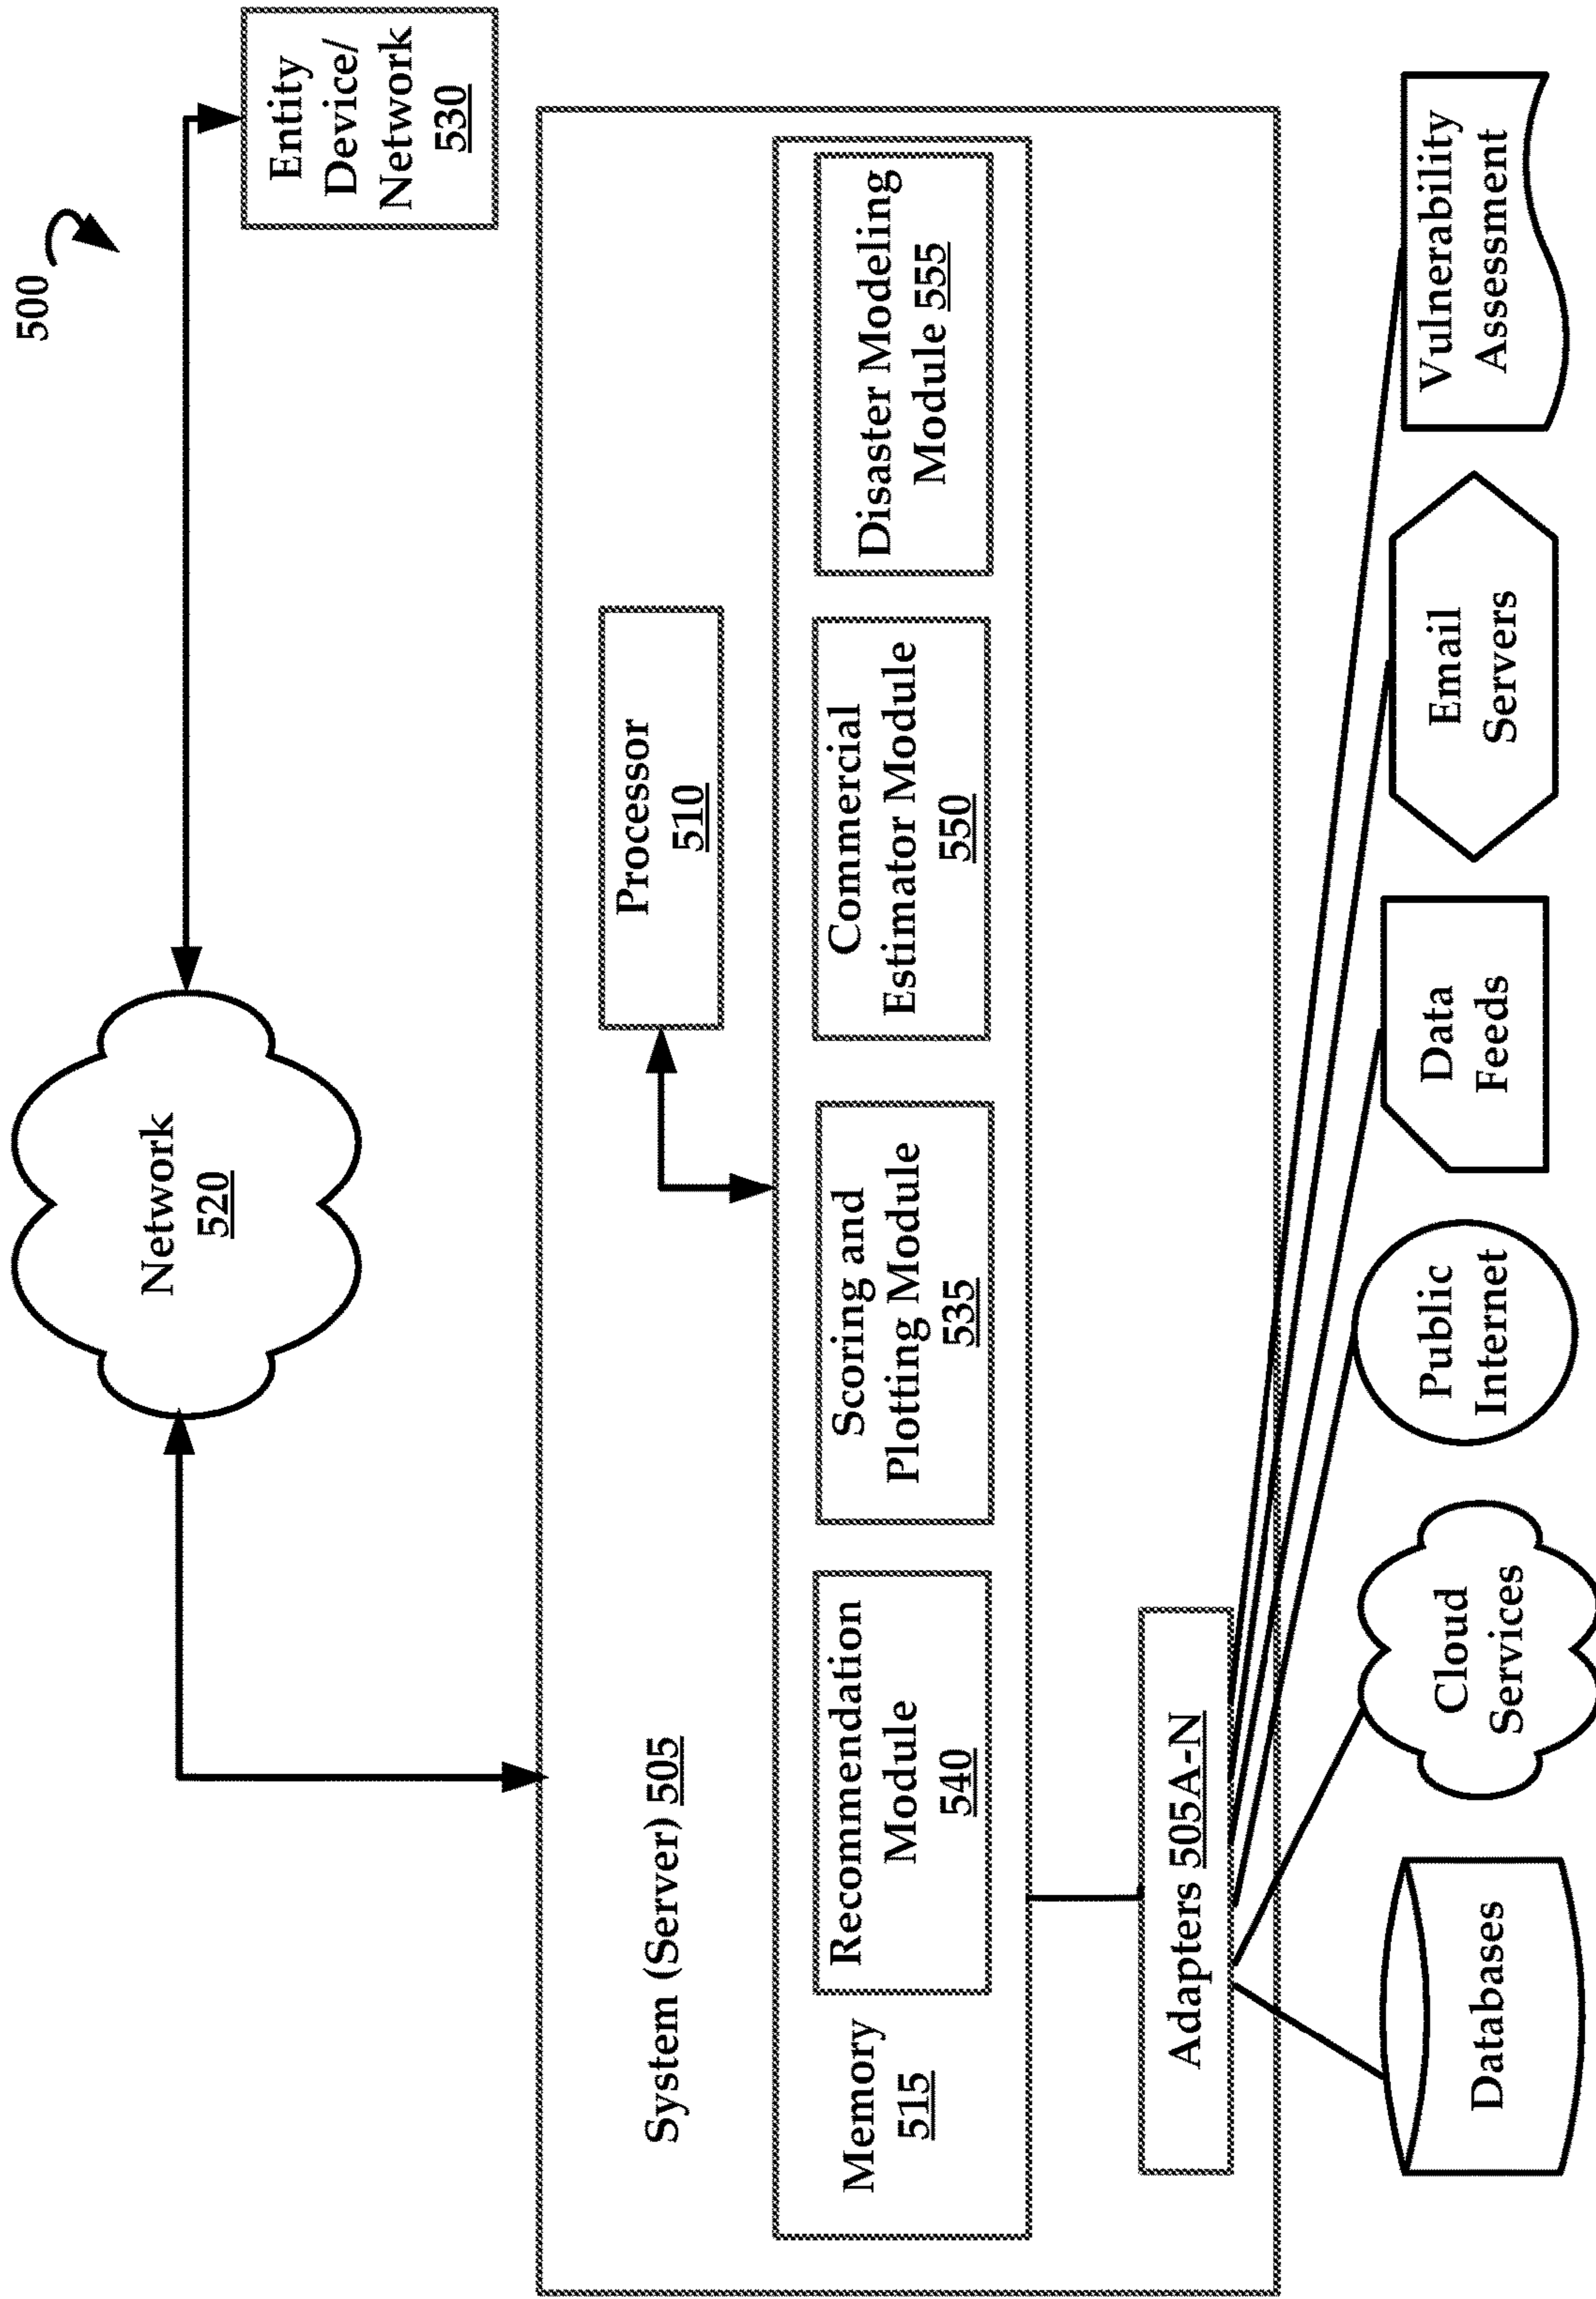 500
Network
520
Entity
Device/
Network
530
System (Server) 505
Processor
510
Memory
515
Recommendation
Module
540
Scoring and
Plotting Module
535
Commercial
Estimator Module
550
Disaster Modeling
Module 555
Adapters 505A-N
Databases
Cloud
Services
Public
Internet
Data
Feeds
Email
Servers
Vulnerability
Assessment